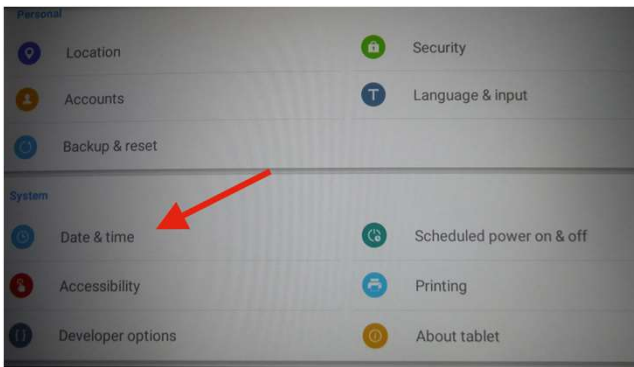 Personal
Location
Security
Accounts
Language & input
Backup & reset
System
Date & time
Scheduled power on & off
Accessibility
Printing
Developer options
About tablet